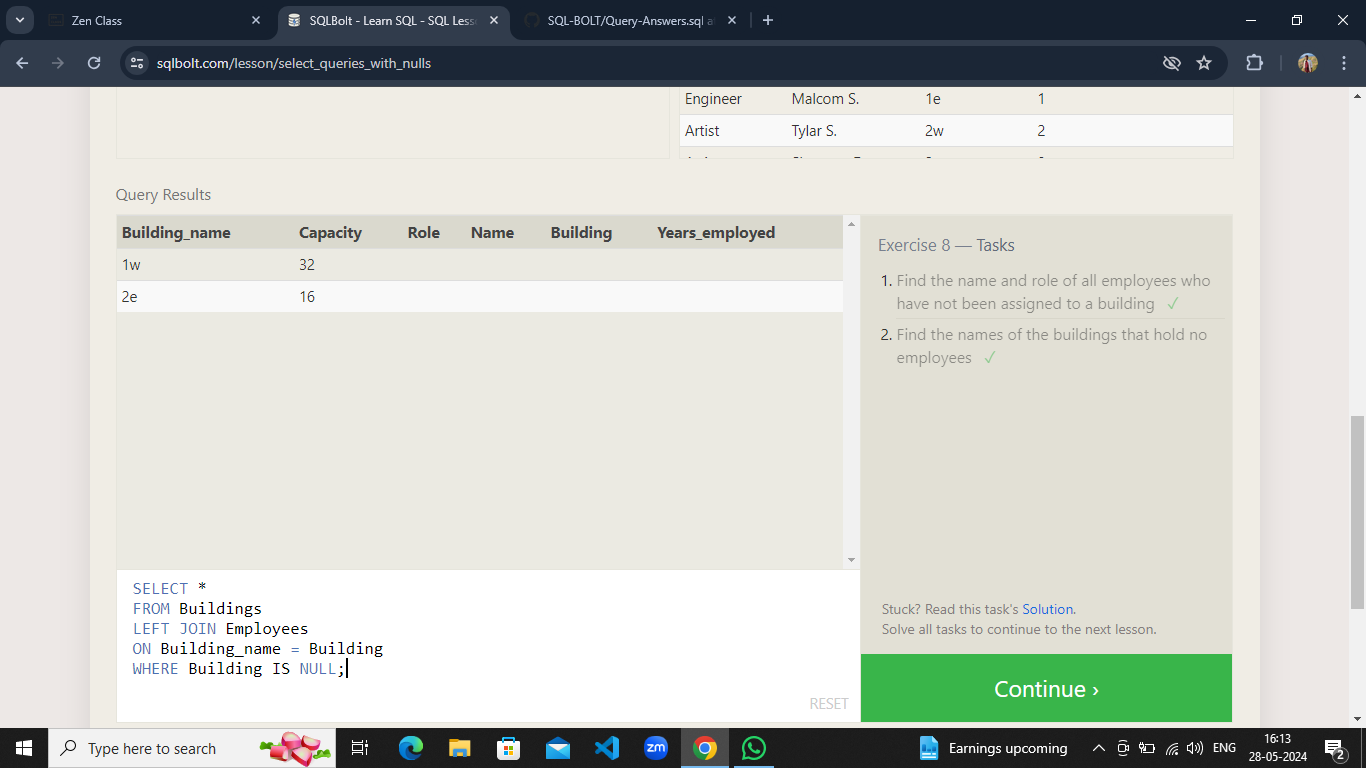 Zen Class
SQLBolt - Learn SQL - SQL Less
SQL-BOLT/Query-Answers.sql a
sqlbolt.com/lesson/select_queries_with_nulls
Engineer Malcom S. 1e 1
Artist Tylar S. 2w 2
Query Results
Building_name Capacity Role Name Building Years_employed
1w 32
2e 16
Exercise 8 — Tasks
1. Find the name and role of all employees who
have not been assigned to a building ✓
2. Find the names of the buildings that hold no
employees ✓
SELECT *
FROM Buildings
LEFT JOIN Employees
ON Building_name = Building
WHERE Building IS NULL;
RESET
Stuck? Read this task's Solution.
Solve all tasks to continue to the next lesson.
Continue ›
Type here to search
zm
Earnings upcoming
ENG
16:13
28-05-2024
2